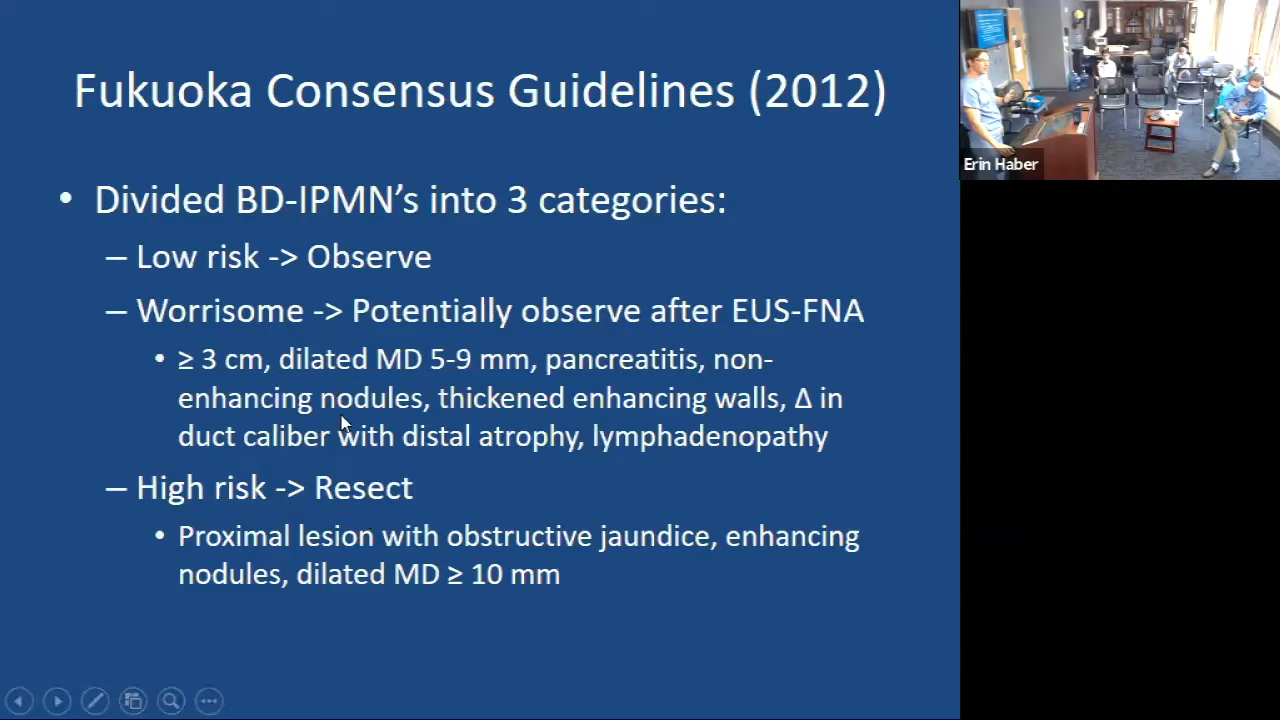 Fukuoka Consensus Guidelines (2012)
• Divided BD-IPMN’s into 3 categories:
– Low risk -> Observe
– Worrisome -> Potentially observe after EUS-FNA
• ≥ 3 cm, dilated MD 5-9 mm, pancreatitis, non-
enhancing nodules, thickened enhancing walls, Δ in
duct caliber with distal atrophy, lymphadenopathy
– High risk -> Resect
• Proximal lesion with obstructive jaundice, enhancing
nodules, dilated MD ≥ 10 mm
Erin Haber